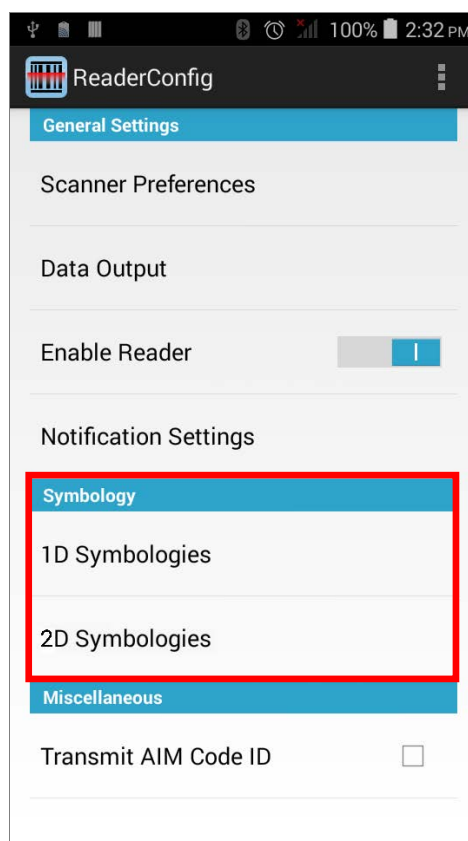 100% 2:32 PM
ReaderConfig
General Settings
Scanner Preferences
Data Output
Enable Reader
Notification Settings
Symbology
1D Symbologies
2D Symbologies
Miscellaneous
Transmit AIM Code ID